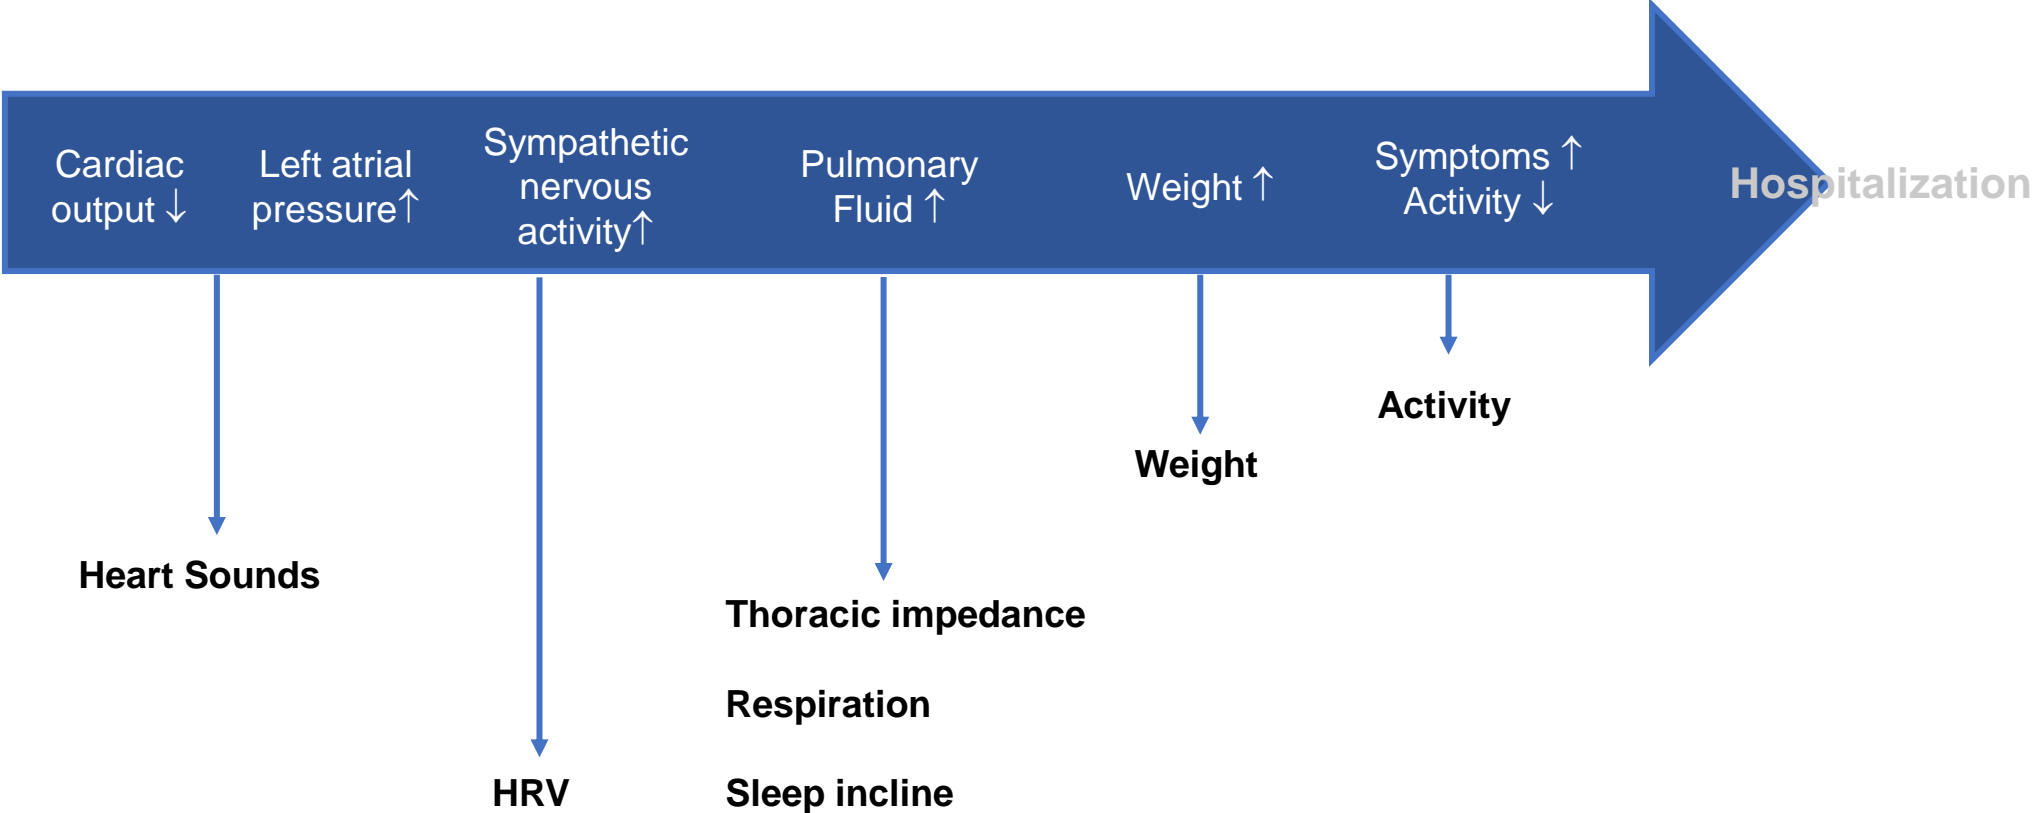 Cardiac
output ↓
Left atrial
pressure↑
Sympathetic
nervous
activity↑
Pulmonary
Fluid ↑
Weight ↑
Symptoms ↑
Activity ↓
Hospitalization
Activity
Weight
Heart Sounds
Thoracic impedance
Respiration
HRV
Sleep incline